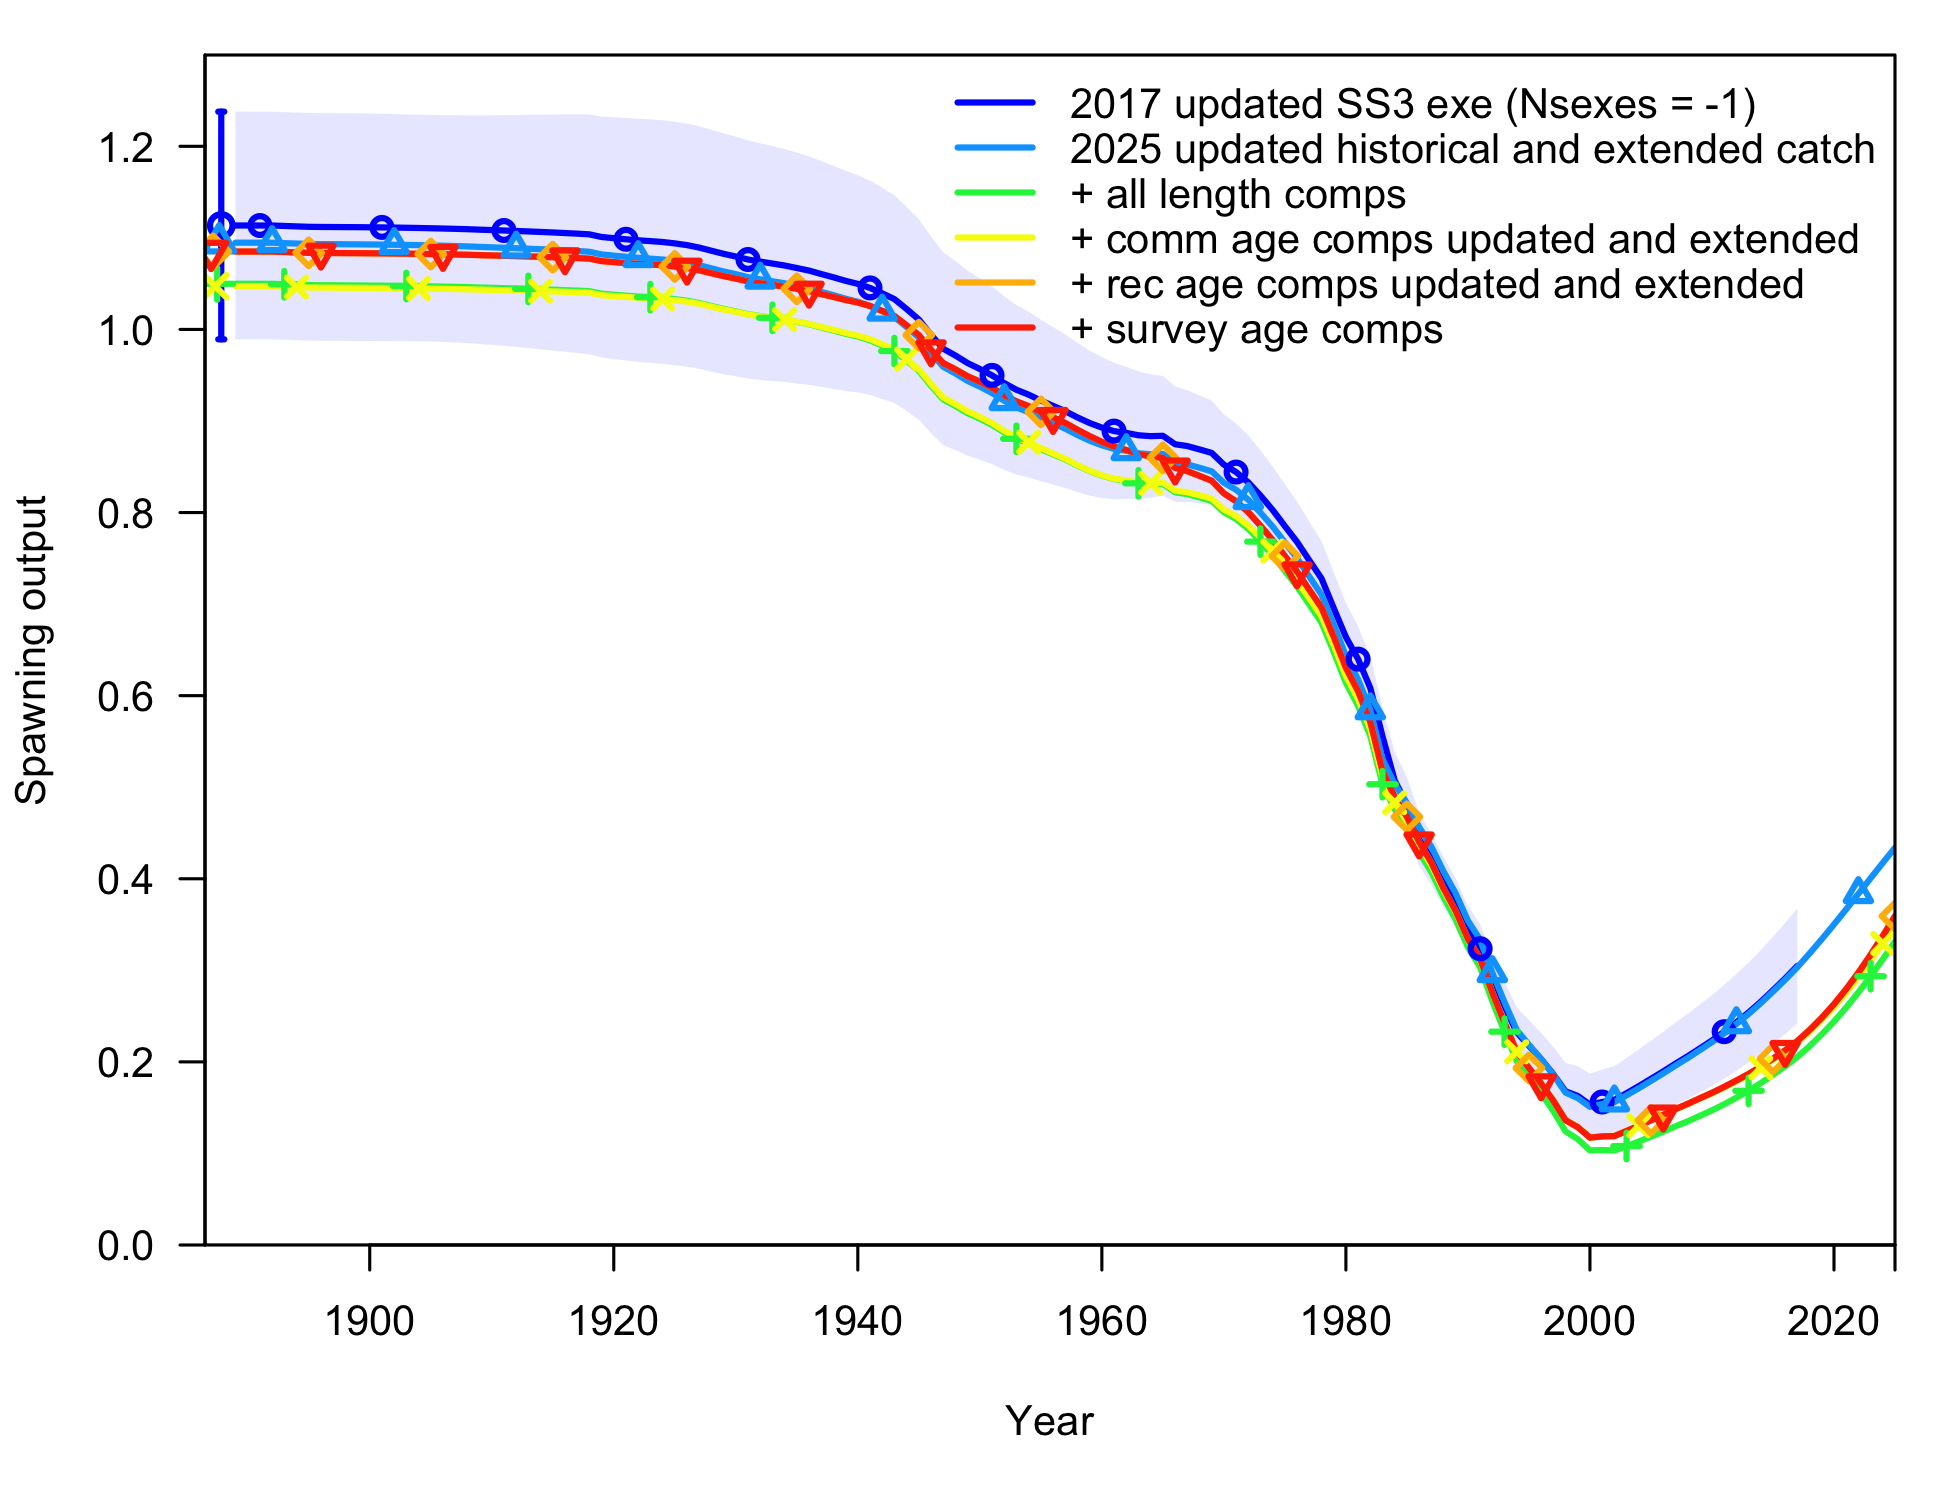 2017 updated SS3 exe (Nsexes = -1)
2025 updated historical and extended catch
+ all length comps
+ comm age comps updated and extended
+ rec age comps updated and extended
+ survey age comps
Spawning output
1.2
1.0
0.8
0.6
0.4
0.2
0.0
1900 1920 1940 1960 1980 2000 2020
Year